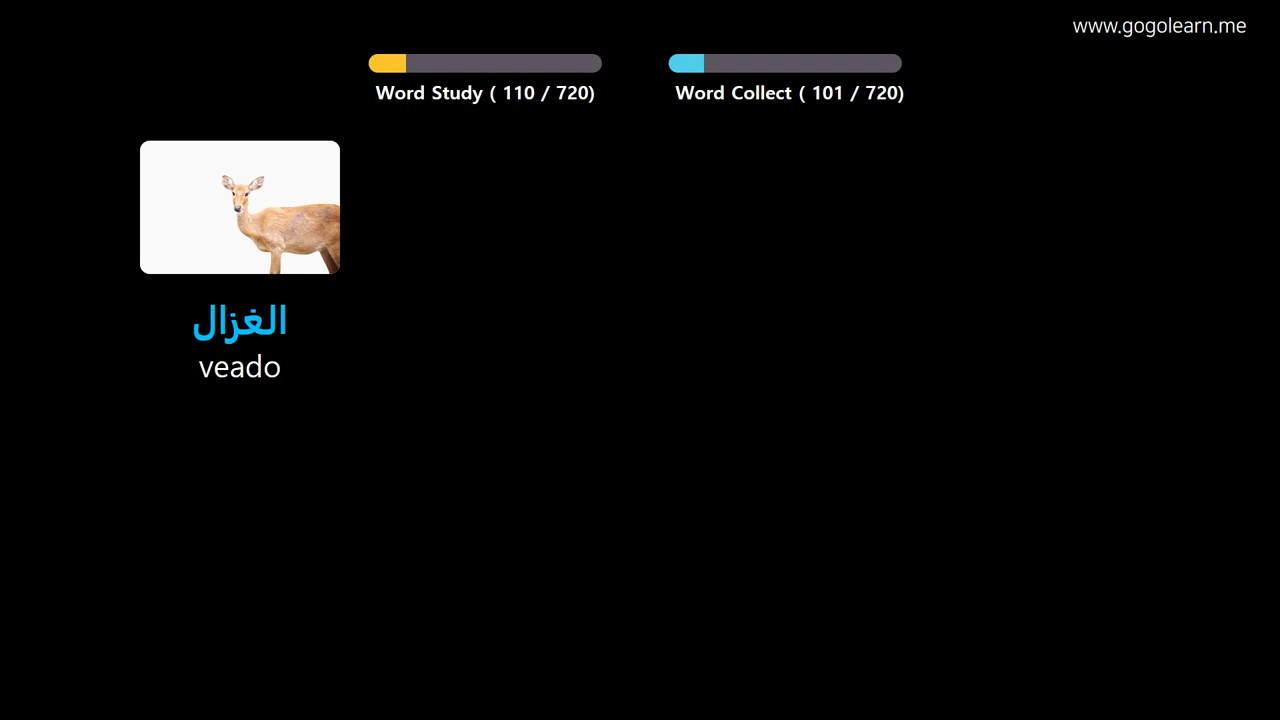 www.gogolearn.me
Word Study ( 110 / 720)
Word Collect ( 101 / 720)
الغزال
veado